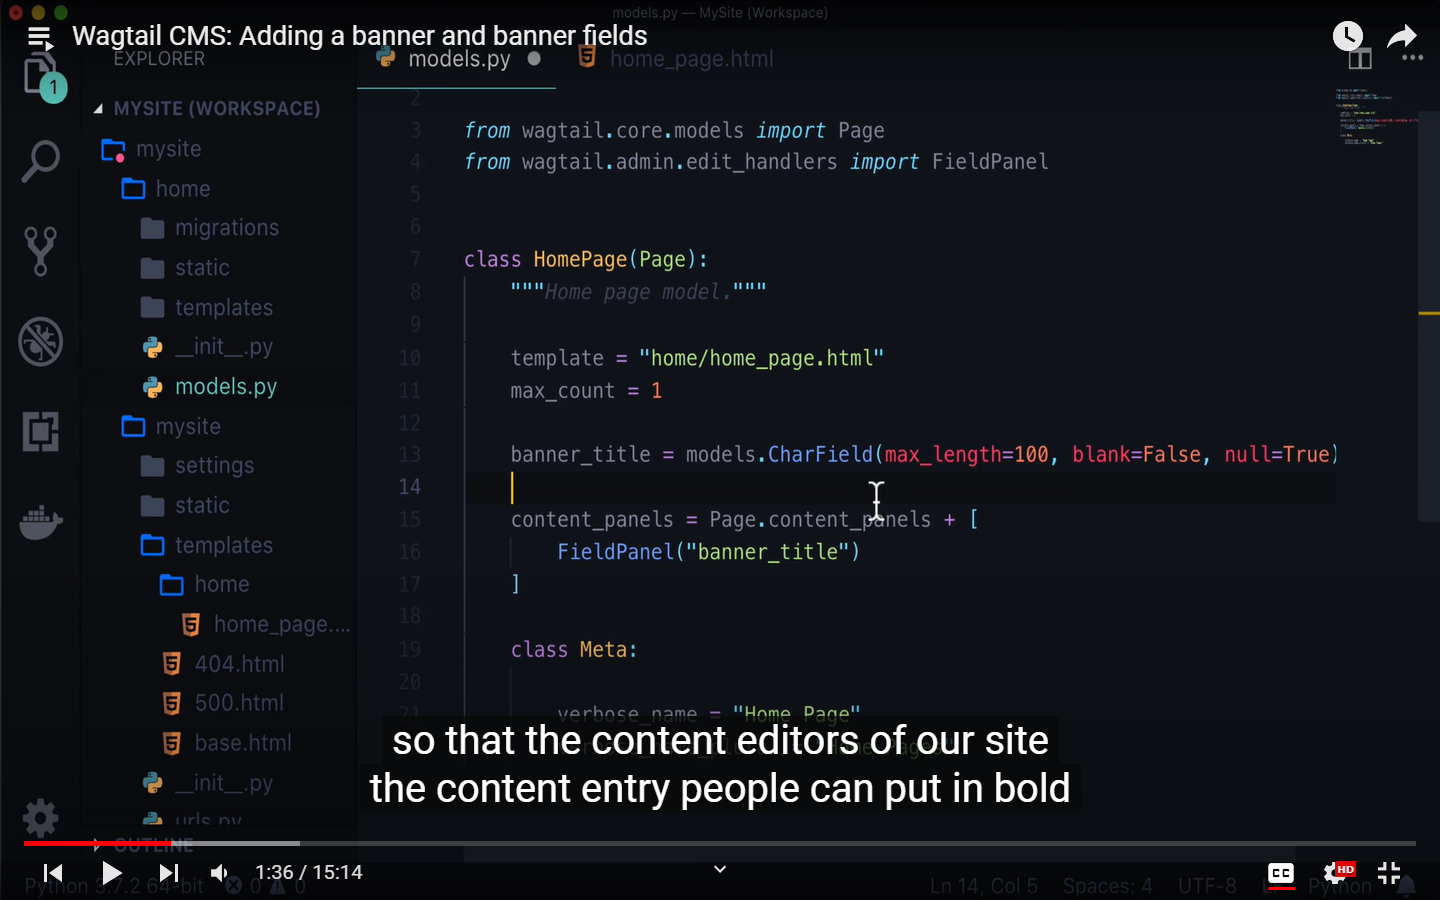 models.py — MySite (Workspace)
Wagtail CMS: Adding a banner and banner fields
EXPLORER
models.py
home_page.html
1
MYSITE (WORKSPACE)
mysite
home
migrations
static
templates
__init__.py
models.py
mysite
settings
static
templates
home
home_page....
404.html
500.html
base.html
__init__.py
urls.py
OUTLINE
2
3 from wagtail.core.models import Page
4 from wagtail.admin.edit_handlers import FieldPanel
5
6
7 class HomePage(Page):
8 """Home page model."""
9
10 template = "home/home_page.html"
11 max_count = 1
12
13 banner_title = models.CharField(max_length=100, blank=False, null=True)
14
15 content_panels = Page.content_panels + [
16 FieldPanel("banner_title")
17 ]
18
19 class Meta:
20
21 verbose_name = "Home Page"
so that the content editors of our site
the content entry people can put in bold
1:36 / 15:14
CC
HD
Python 3.7.2 64-bit
0
0
Ln 14, Col 5
Spaces: 4
UTF-8
Python